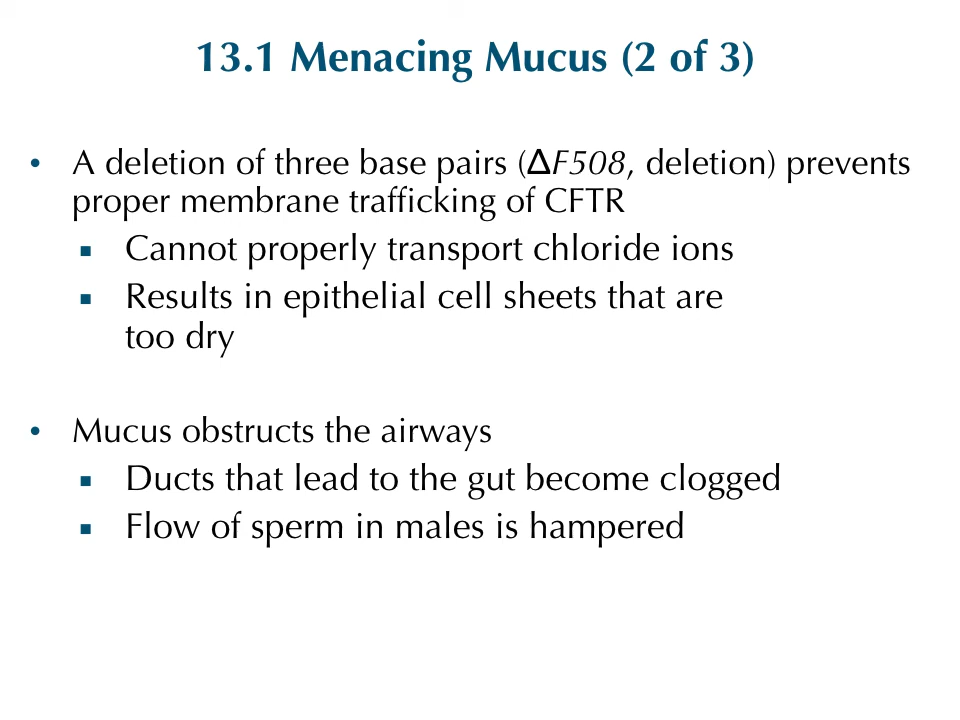 13.1 Menacing Mucus (2 of 3)
• A deletion of three base pairs (ΔF508, deletion) prevents
proper membrane trafficking of CFTR
▪ Cannot properly transport chloride ions
▪ Results in epithelial cell sheets that are
too dry
• Mucus obstructs the airways
▪ Ducts that lead to the gut become clogged
▪ Flow of sperm in males is hampered